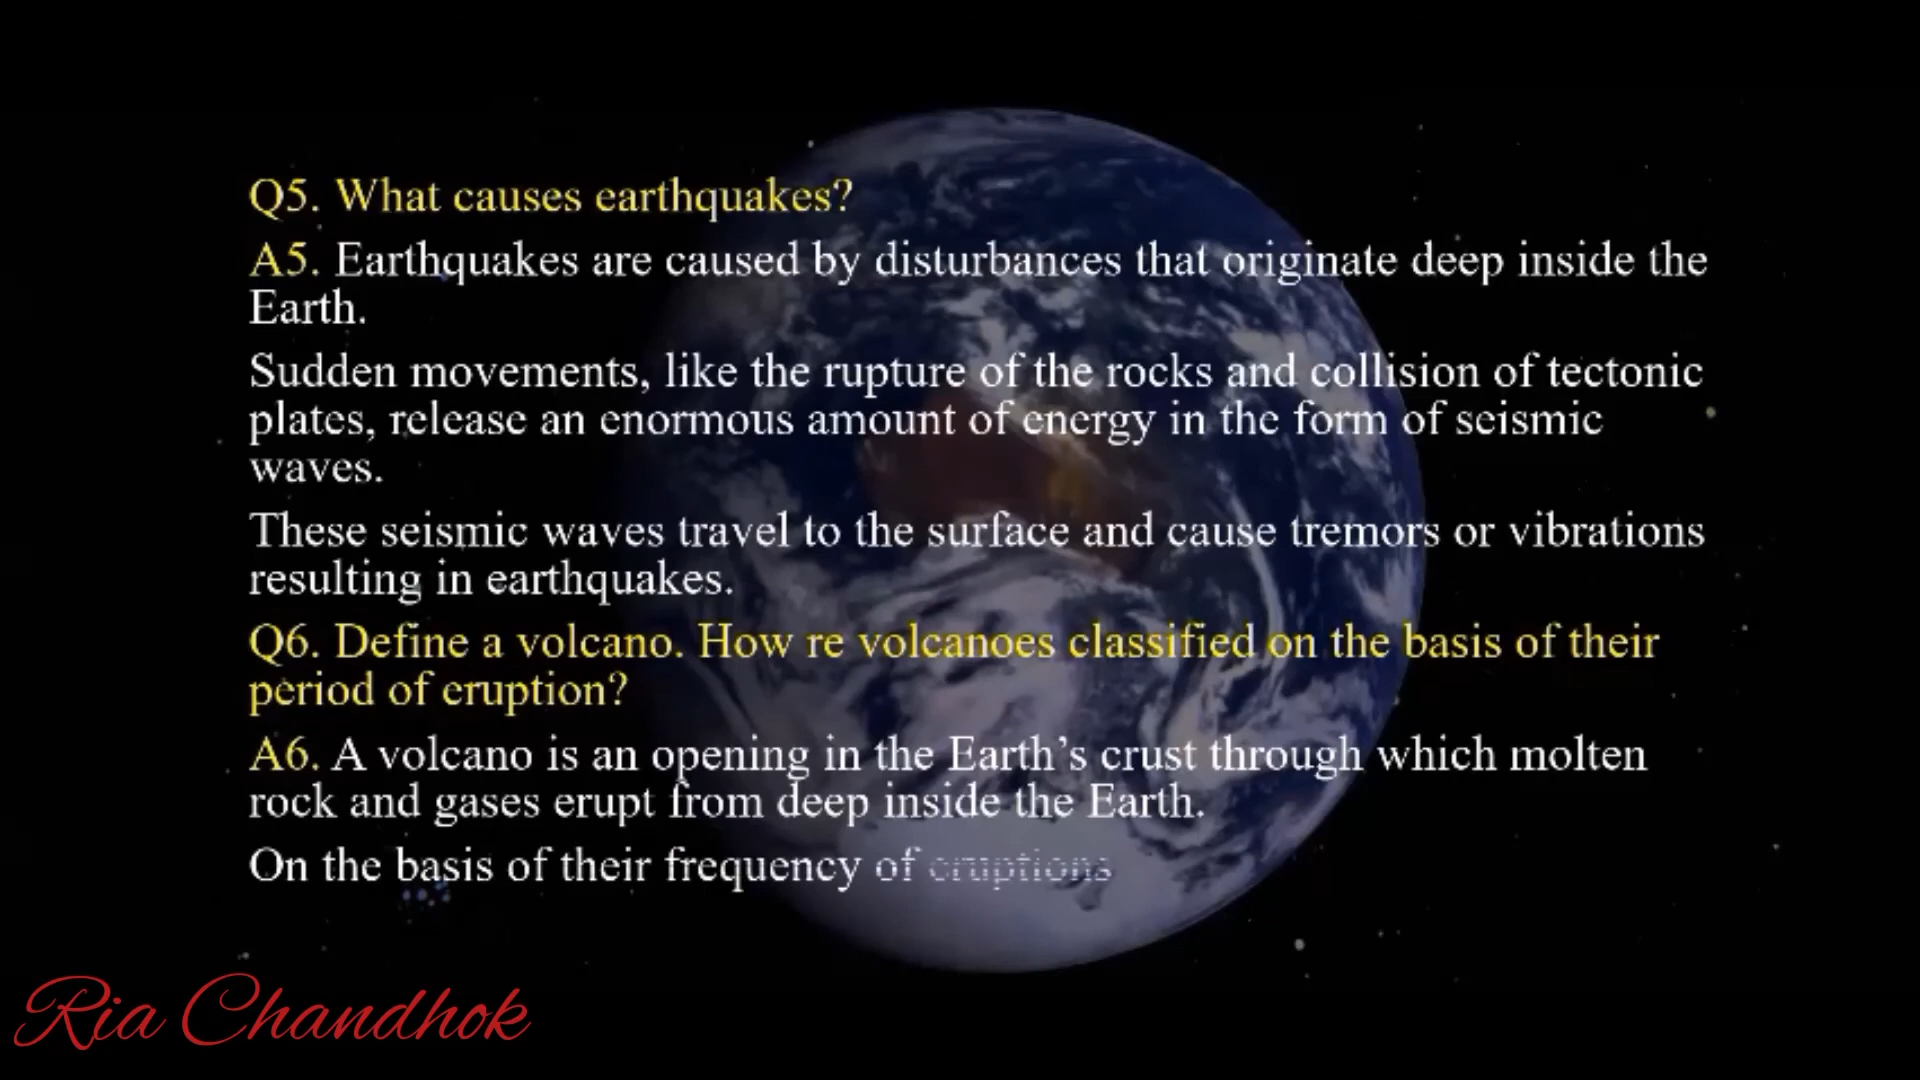 Q5. What causes earthquakes?
A5. Earthquakes are caused by disturbances that originate deep inside the
Earth.
Sudden movements, like the rupture of the rocks and collision of tectonic
plates, release an enormous amount of energy in the form of seismic
waves.
These seismic waves travel to the surface and cause tremors or vibrations
resulting in earthquakes.
Q6. Define a volcano. How re volcanoes classified on the basis of their
period of eruption?
A6. A volcano is an opening in the Earth’s crust through which molten
rock and gases erupt from deep inside the Earth.
On the basis of their frequency of eruptions
Ria Chandhok